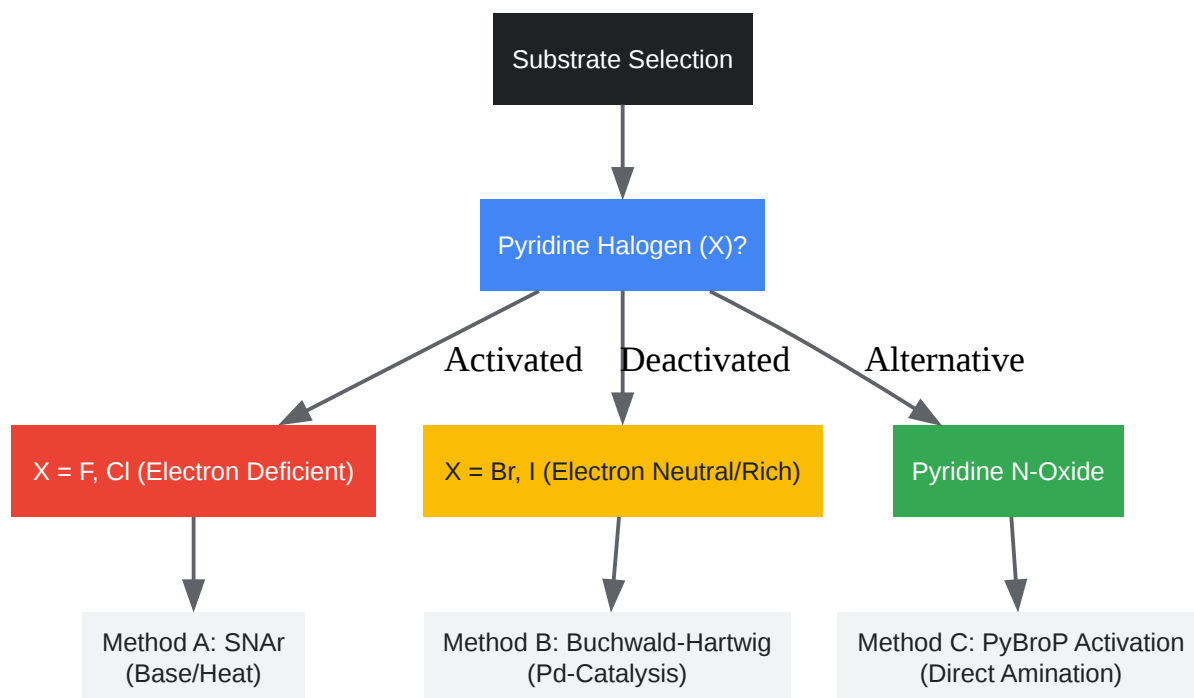 Substrate Selection
Pyridine Halogen (X)?
Activated
Deactivated
Alternative
X = F, Cl (Electron Deficient)
X = Br, I (Electron Neutral/Rich)
Pyridine N-Oxide
Method A: SNAr
(Base/Heat)
Method B: Buchwald-Hartwig
(Pd-Catalysis)
Method C: PyBroP Activation
(Direct Amination)